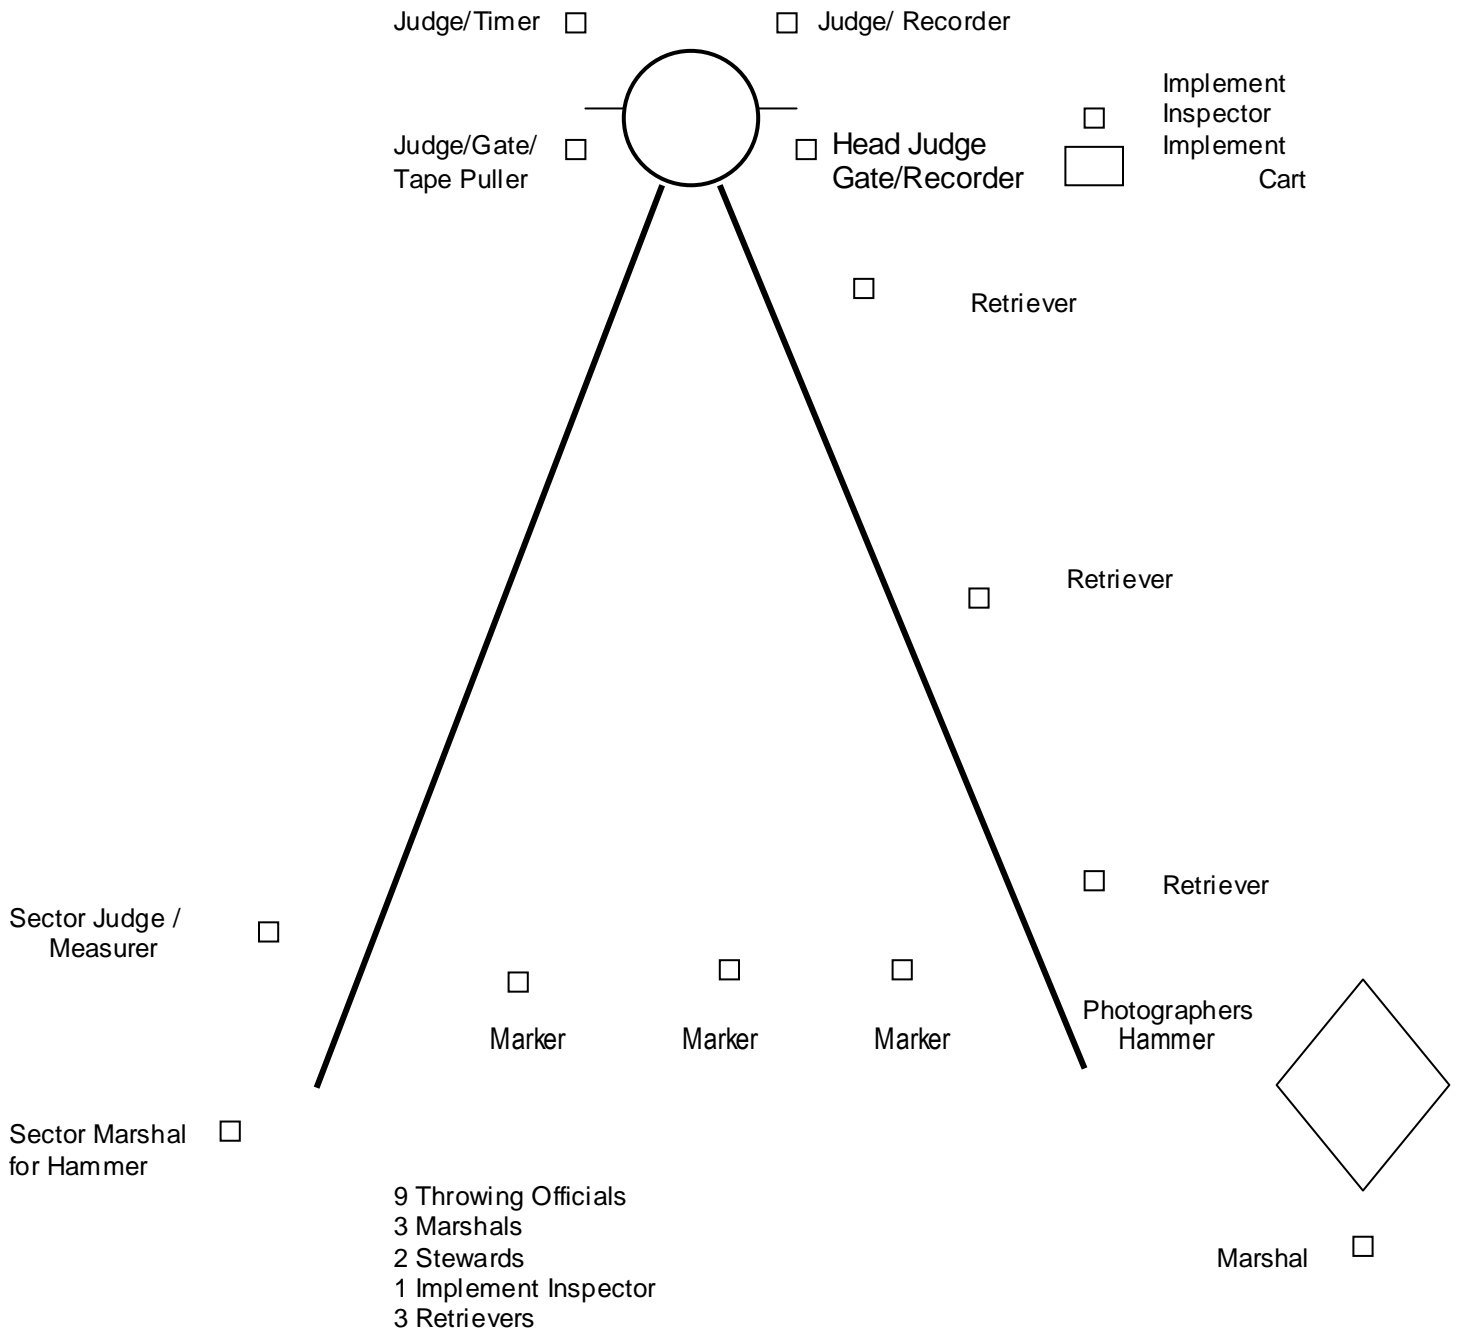 Judge/Timer
Judge/ Recorder
Implement
Inspector
Implement
Cart
Judge/Gate/
Tape Puller
Head Judge
Gate/Recorder
Retriever
Retriever
Retriever
Sector Judge /
Measurer
Marker
Marker
Marker
Photographers
Hammer
Sector Marshal
for Hammer
9 Throwing Officials
3 Marshals
2 Stewards
1 Implement Inspector
3 Retrievers
Marshal